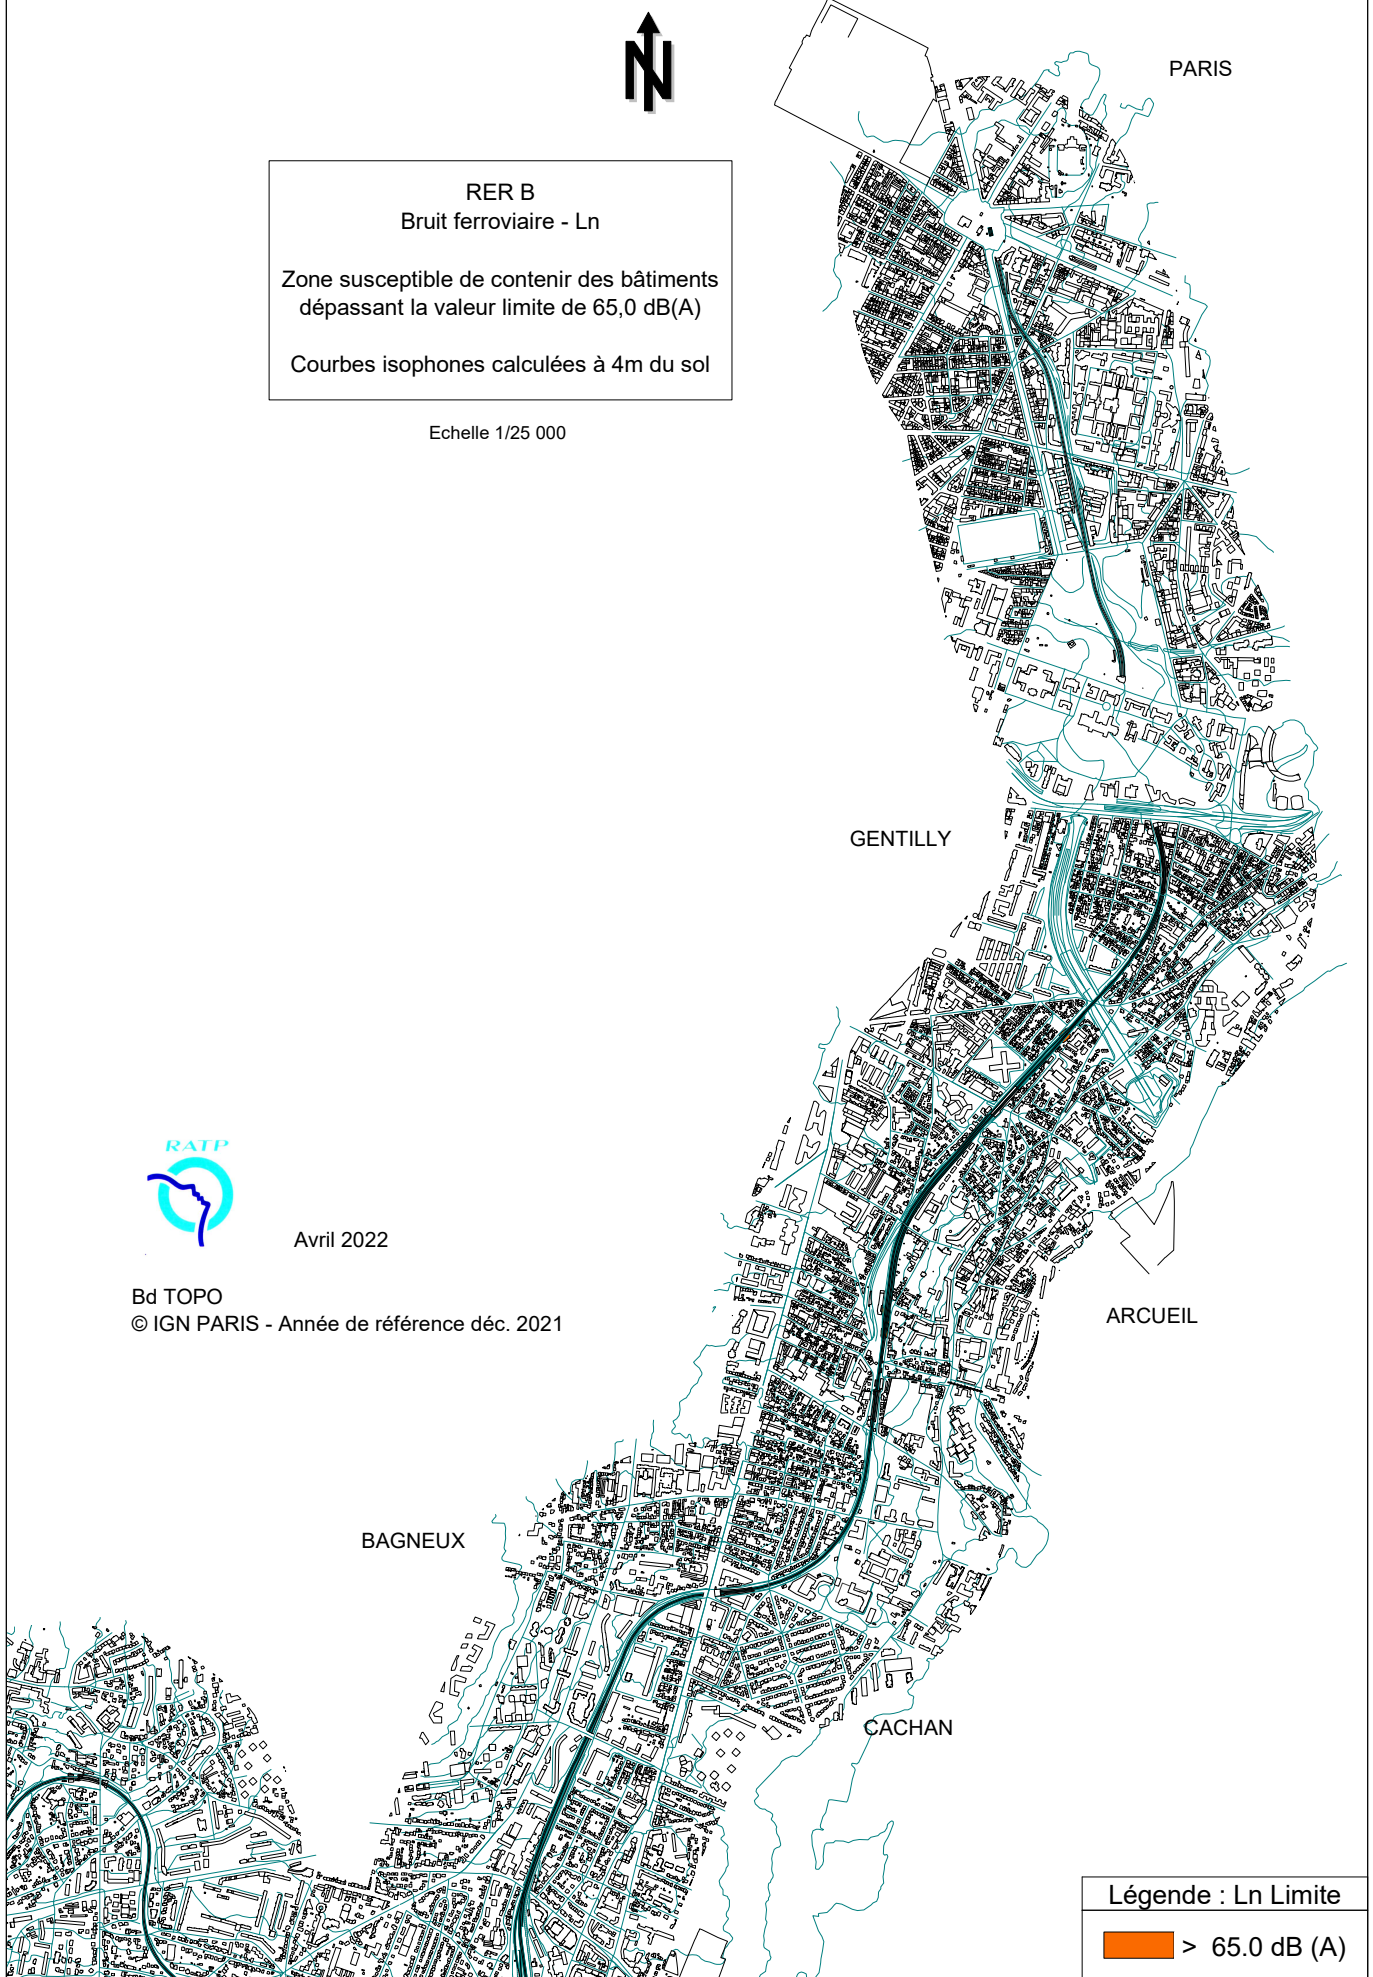 PARIS
RER B
Bruit ferroviaire - Ln
Zone susceptible de contenir des bâtiments
dépassant la valeur limite de 65,0 dB(A)
Courbes isophones calculées à 4m du sol
Echelle 1/25 000
GENTILLY
RATP
Avril 2022
Bd TOPO
© IGN PARIS - Année de référence déc. 2021
ARCUEIL
BAGNEUX
CACHAN
Légende : Ln Limite
> 65.0 dB (A)